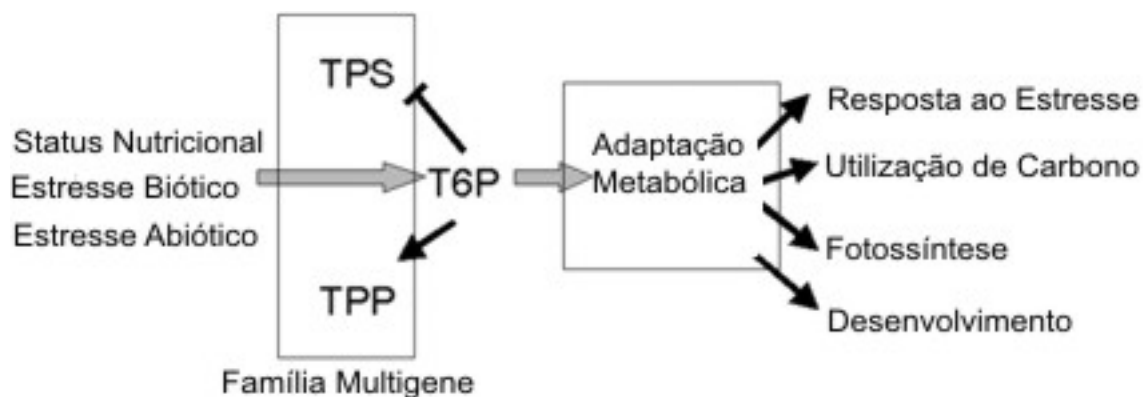 Status Nutricional
Estresse Biótico
Estresse Abiótico
TPS
T6P
TPP
Família Multigene
Adaptação
Metabólica
Resposta ao Estresse
Utilização de Carbono
Fotossíntese
Desenvolvimento